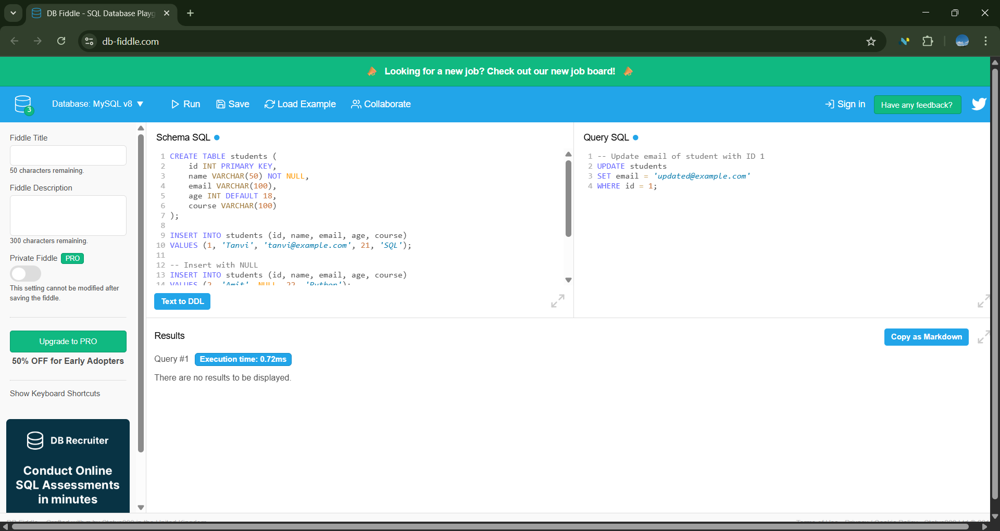 DB Fiddle - SQL Database Playg
db-fiddle.com
Looking for a new job? Check out our new job board!
3
Database: MySQL v8 ▼
Run
Save
Load Example
Collaborate
Sign in
Have any feedback?
Fiddle Title
50 characters remaining.
Fiddle Description
300 characters remaining.
Private Fiddle PRO
This setting cannot be modified after
saving the fiddle.
Upgrade to PRO
50% OFF for Early Adopters
Show Keyboard Shortcuts
DB Recruiter
Conduct Online
SQL Assessments
in minutes
Schema SQL
1 CREATE TABLE students (
2     id INT PRIMARY KEY,
3     name VARCHAR(50) NOT NULL,
4     email VARCHAR(100),
5     age INT DEFAULT 18,
6     course VARCHAR(100)
7 );
8
9 INSERT INTO students (id, name, email, age, course)
10 VALUES (1, 'Tanvi', 'tanvi@example.com', 21, 'SQL');
11
12 -- Insert with NULL
13 INSERT INTO students (id, name, email, age, course)
14 VALUES (2, 'Amit', NULL, 22, 'Python');
Text to DDL
Query SQL
1 -- Update email of student with ID 1
2 UPDATE students
3 SET email = 'updated@example.com'
4 WHERE id = 1;
Results
Copy as Markdown
Query #1 Execution time: 0.72ms
There are no results to be displayed.